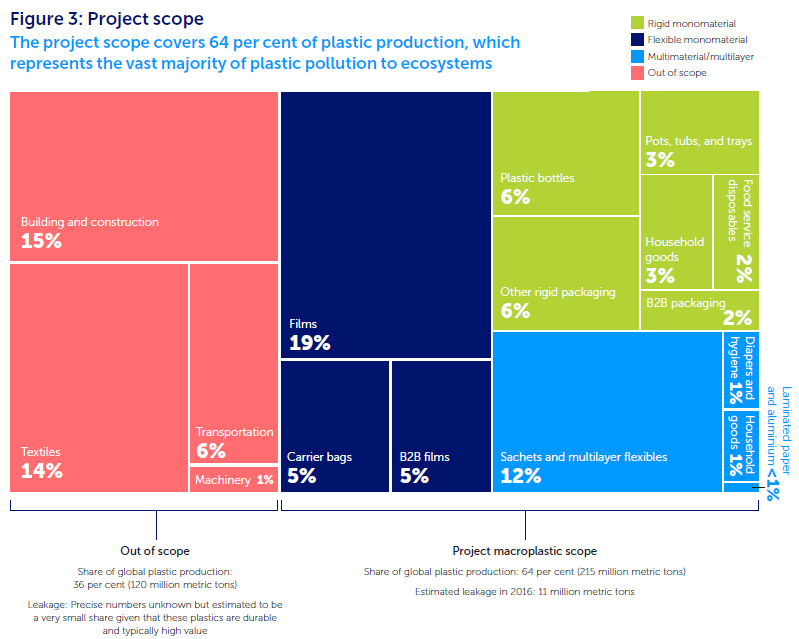 Figure 3: Project scope
The project scope covers 64 per cent of plastic production, which
represents the vast majority of plastic pollution to ecosystems
Rigid monomaterial
Flexible monomaterial
Multimaterial/multilayer
Out of scope
Building and construction
15%
Textiles
14%
Transportation
6%
Machinery 1%
Films
19%
Carrier bags
5%
B2B films
5%
Plastic bottles
6%
Other rigid packaging
6%
Pots, tubs, and trays
3%
Household
goods
3%
Food service
disposables
2%
B2B packaging
2%
Sachets and multilayer flexibles
12%
Diapers and
hygiene 1%
Household
goods 1%
Laminated paper
and aluminium <1%
Out of scope
Share of global plastic production:
36 per cent (120 million metric tons)
Leakage: Precise numbers unknown but estimated to be
a very small share given that these plastics are durable
and typically high value
Project macroplastic scope
Share of global plastic production: 64 per cent (215 million metric tons)
Estimated leakage in 2016: 11 million metric tons